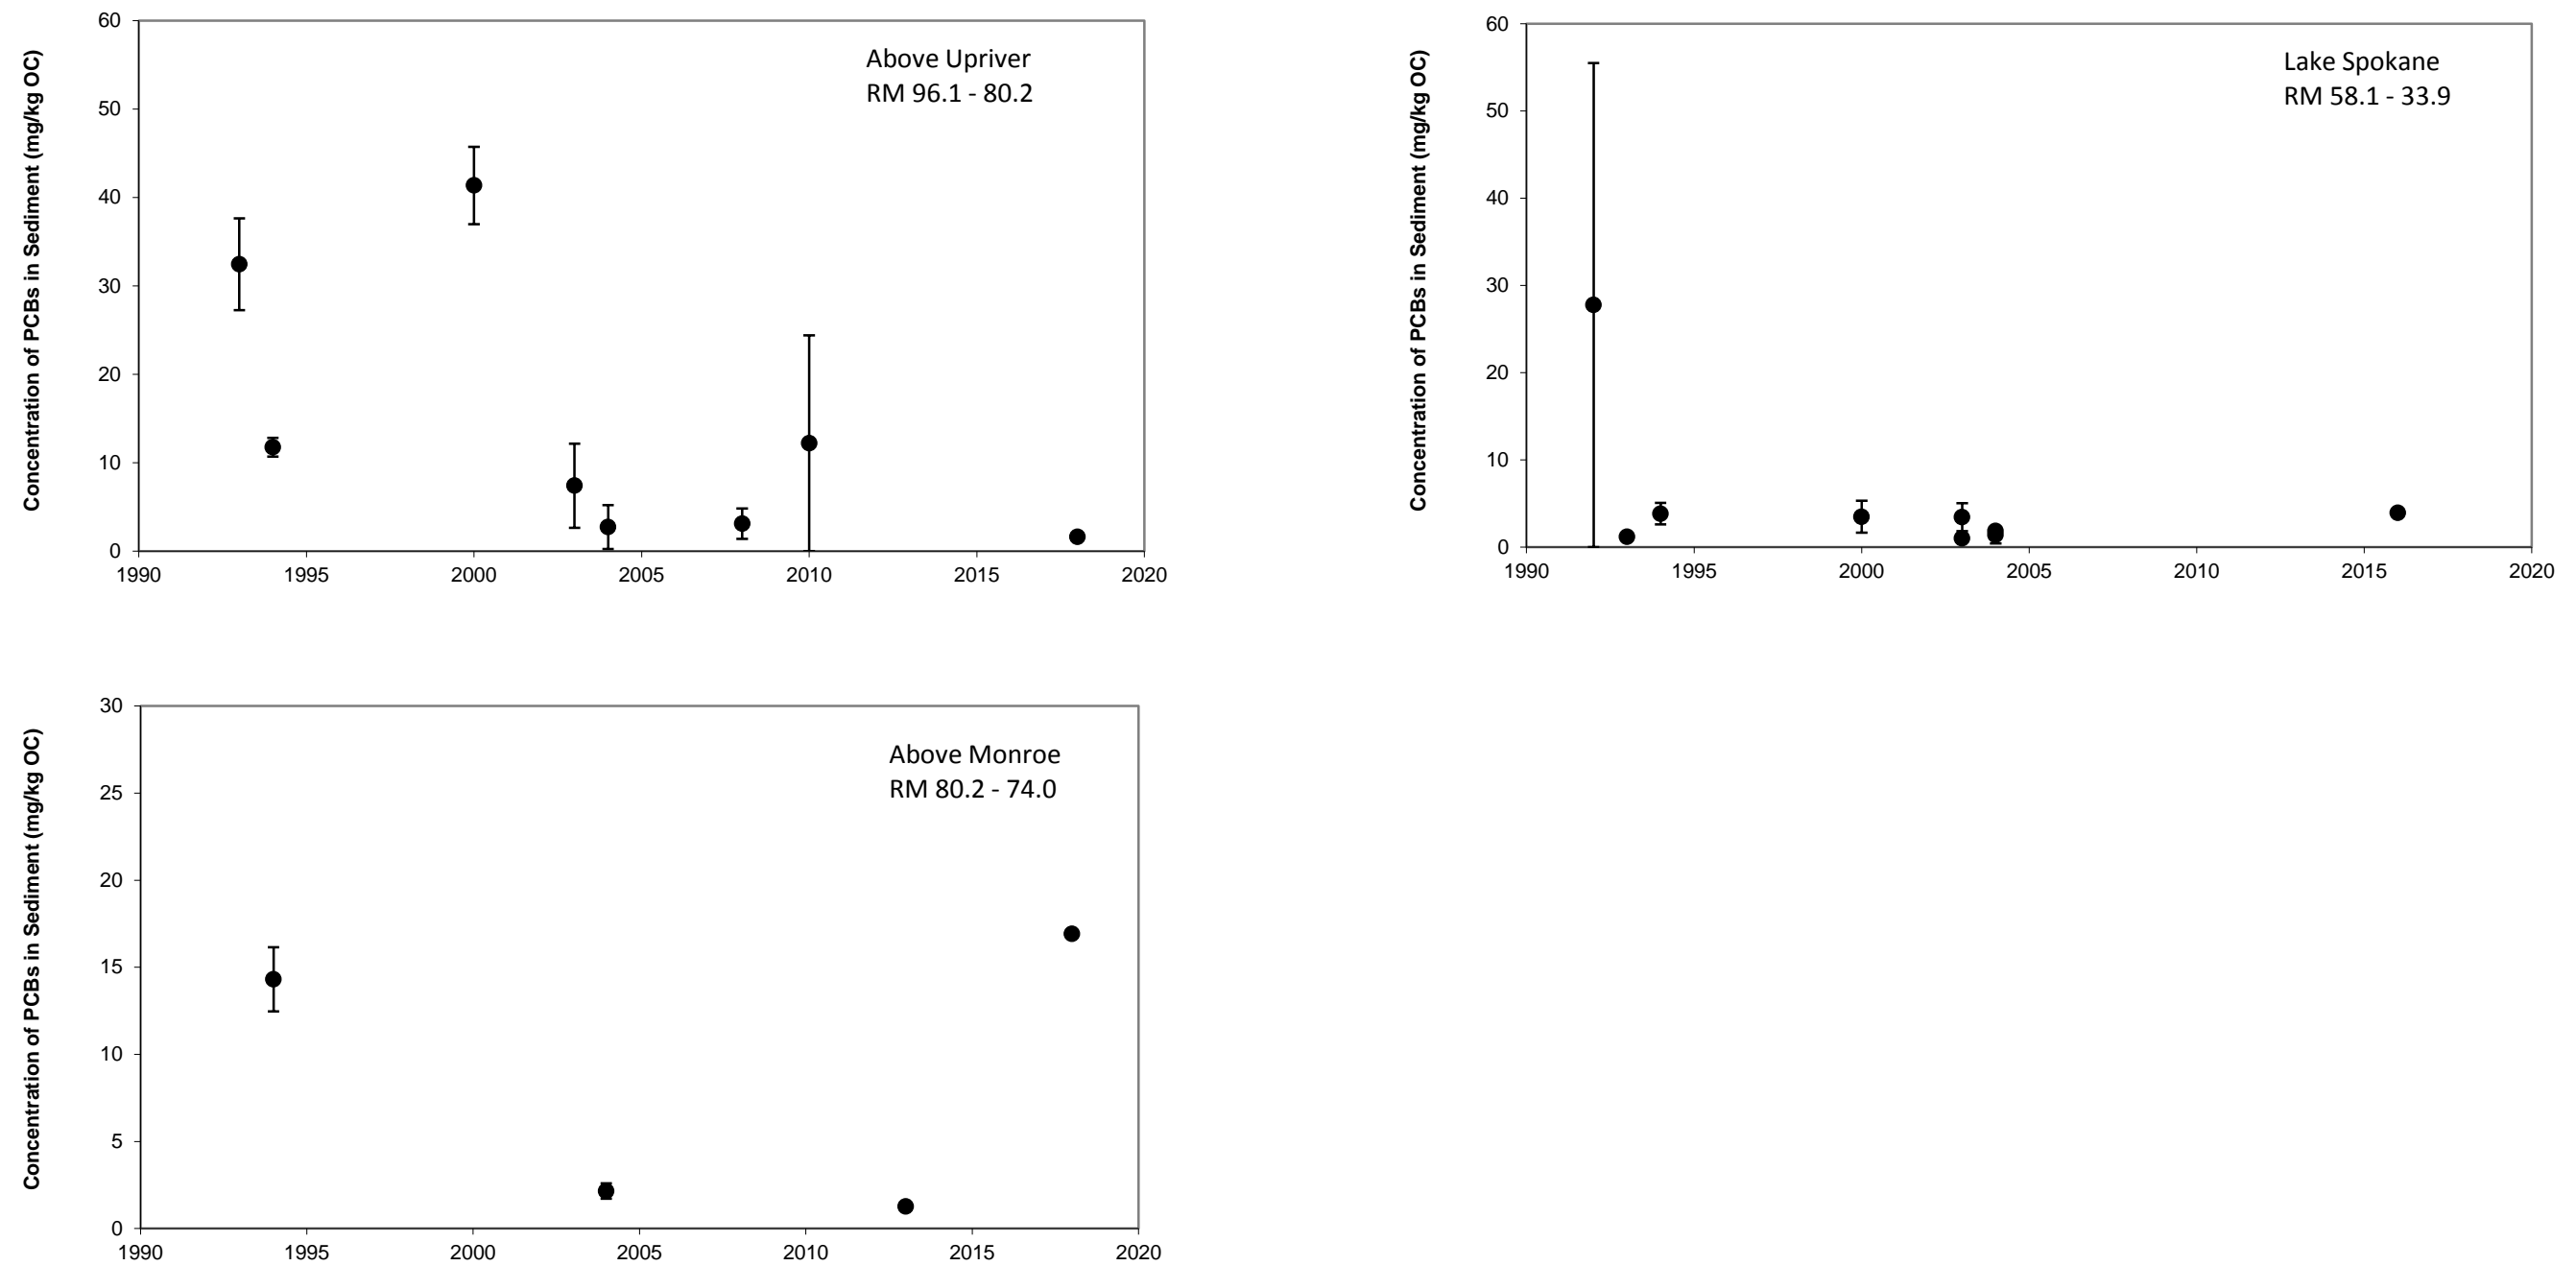 Concentration of PCBs in Sediment (mg/kg OC)
60
50
40
30
20
10
0
1990 1995 2000 2005 2010 2015 2020
Above Upriver
RM 96.1 - 80.2
Concentration of PCBs in Sediment (mg/kg OC)
60
50
40
30
20
10
0
1990 1995 2000 2005 2010 2015 2020
Lake Spokane
RM 58.1 - 33.9
Concentration of PCBs in Sediment (mg/kg OC)
30
25
20
15
10
5
0
1990 1995 2000 2005 2010 2015 2020
Above Monroe
RM 80.2 - 74.0